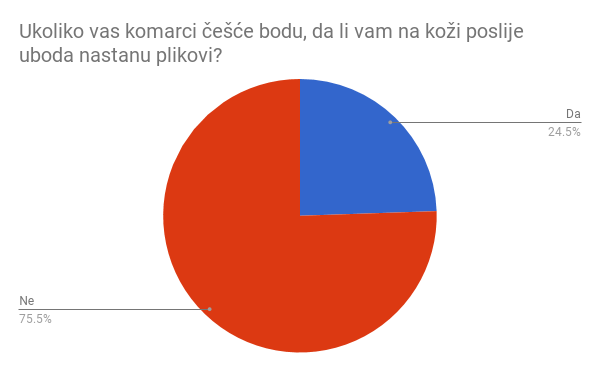 Ukoliko vas komarci češće bodu, da li vam na koži poslije
uboda nastanu plikovi?
Da
24.5%
Ne
75.5%